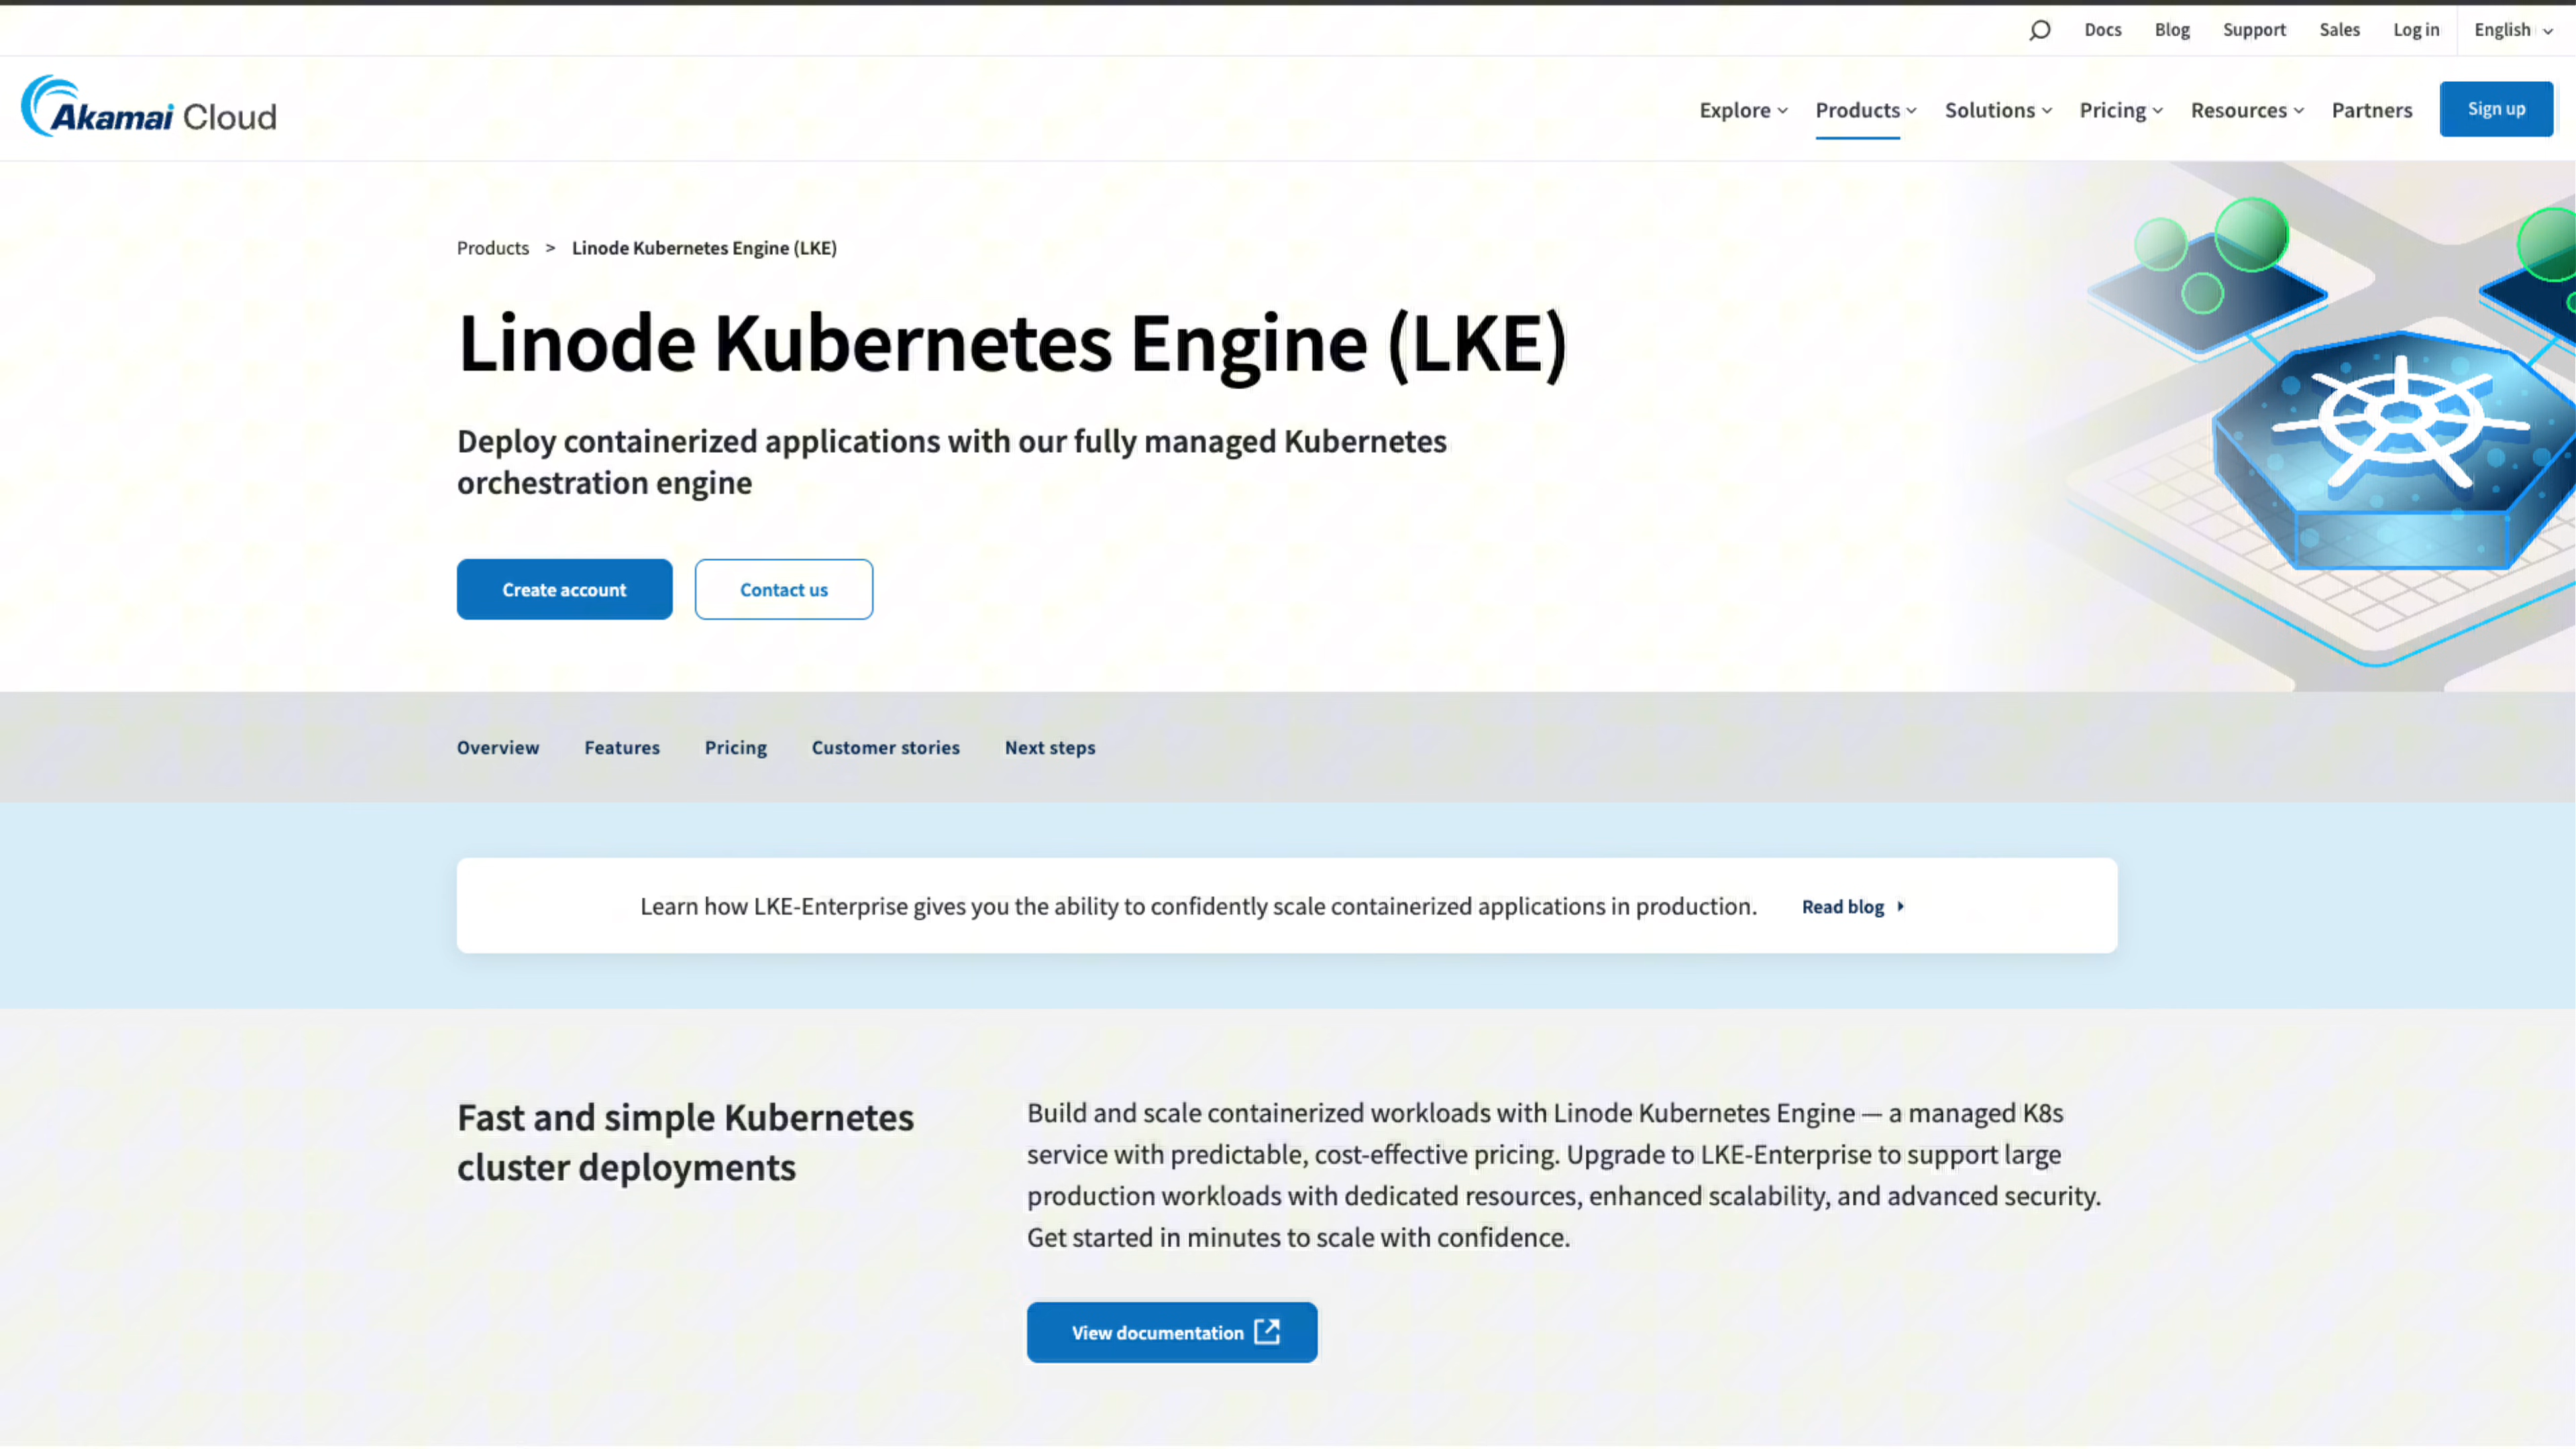 Docs Blog Support Sales Log in English
Akamai Cloud
Explore Products Solutions Pricing Resources Partners Sign up
Products > Linode Kubernetes Engine (LKE)
Linode Kubernetes Engine (LKE)
Deploy containerized applications with our fully managed Kubernetes
orchestration engine
Create account Contact us
Overview Features Pricing Customer stories Next steps
Learn how LKE-Enterprise gives you the ability to confidently scale containerized applications in production. Read blog
Fast and simple Kubernetes
cluster deployments
Build and scale containerized workloads with Linode Kubernetes Engine — a managed K8s
service with predictable, cost-effective pricing. Upgrade to LKE-Enterprise to support large
production workloads with dedicated resources, enhanced scalability, and advanced security.
Get started in minutes to scale with confidence.
View documentation